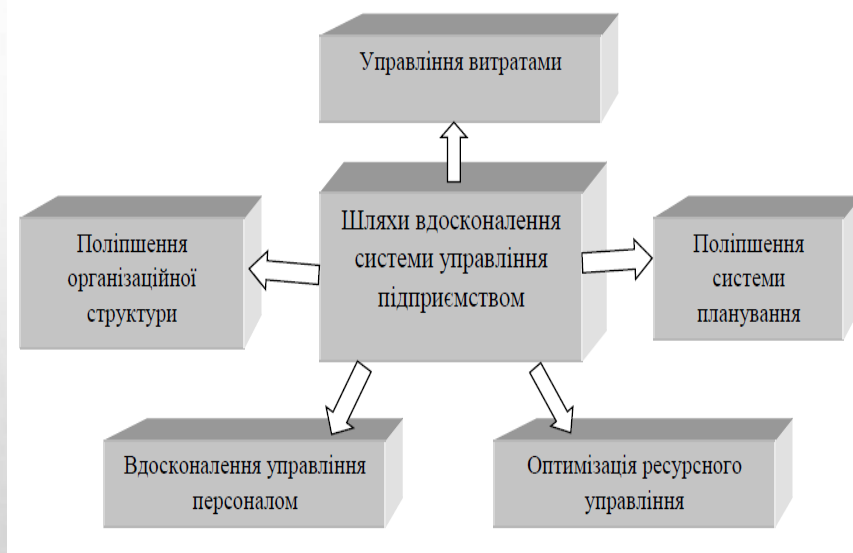 Управління витратами
Шляхи вдосконалення
системи управління
підприємством
Поліпшення
організаційної
структури
Поліпшення
системи
планування
Вдосконалення управління
персоналом
Оптимізація ресурсного
управління